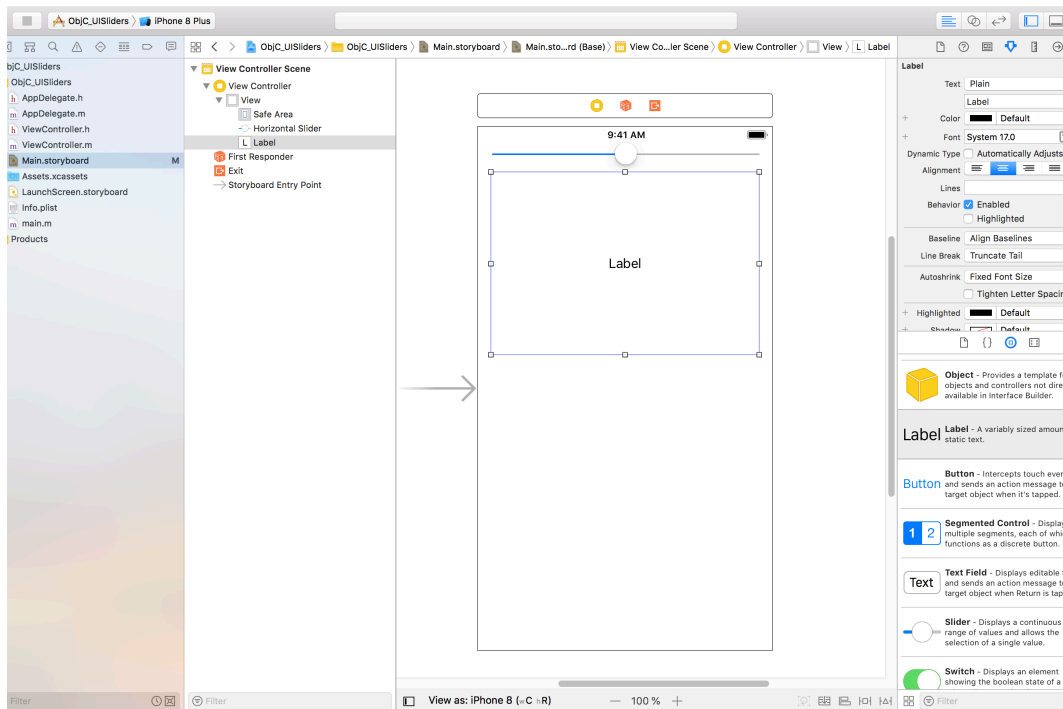 ObjC_UISliders iPhone 8 Plus
ObjC_UISliders ObjC_UISliders Main.storyboard Main.sto...rd (Base) View Co...ler Scene View Controller View L Label
bjC_UISliders
ObjC_UISliders
h AppDelegate.h
m AppDelegate.m
h ViewController.h
m ViewController.m
Main.storyboard M
Assets.xcassets
LaunchScreen.storyboard
Info.plist
m main.m
Products
Filter
View Controller Scene
View Controller
View
Safe Area
Horizontal Slider
L Label
First Responder
Exit
Storyboard Entry Point
Filter
9:41 AM
Label
View as: iPhone 8 (wC hR)
100 %
Label
Text Plain
Label
Color Default
Font System 17.0
Dynamic Type Automatically Adjusts
Alignment
Lines
Behavior Enabled
Highlighted
Baseline Align Baselines
Line Break Truncate Tail
Autoshrink Fixed Font Size
Tighten Letter Spacin
Highlighted Default
Shadow Default
{}
Object - Provides a template f
objects and controllers not dire
available in Interface Builder.
Label Label - A variably sized amoun
static text.
Button Button - Intercepts touch ever
and sends an action message t
target object when it's tapped.
1 2 Segmented Control - Display
multiple segments, each of whi
functions as a discrete button.
Text Text Field - Displays editable
and sends an action message t
target object when Return is tap
Slider - Displays a continuous
range of values and allows the
selection of a single value.
Switch - Displays an element
showing the boolean state of a
Filter